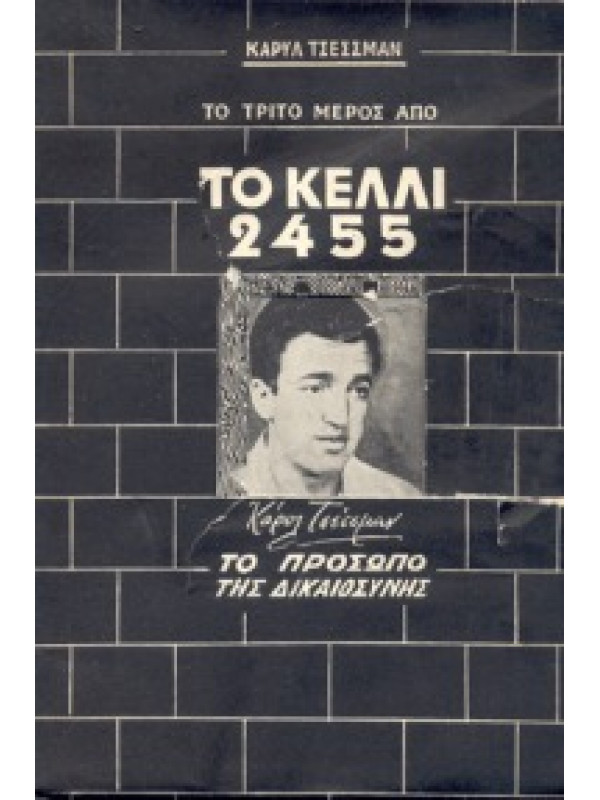 ΚΑΡΥΛ ΤΣΕΣΣΜΑΝ
ΤΟ ΤΡΙΤΟ ΜΕΡΟΣ ΑΠΟ
ΤΟ ΚΕΛΛΙ
2455
Κάρυλ Τσέσσμαν
ΤΟ ΠΡΟΣΩΠΟ
ΤΗΣ ΔΙΚΑΙΟΣΥΝΗΣ